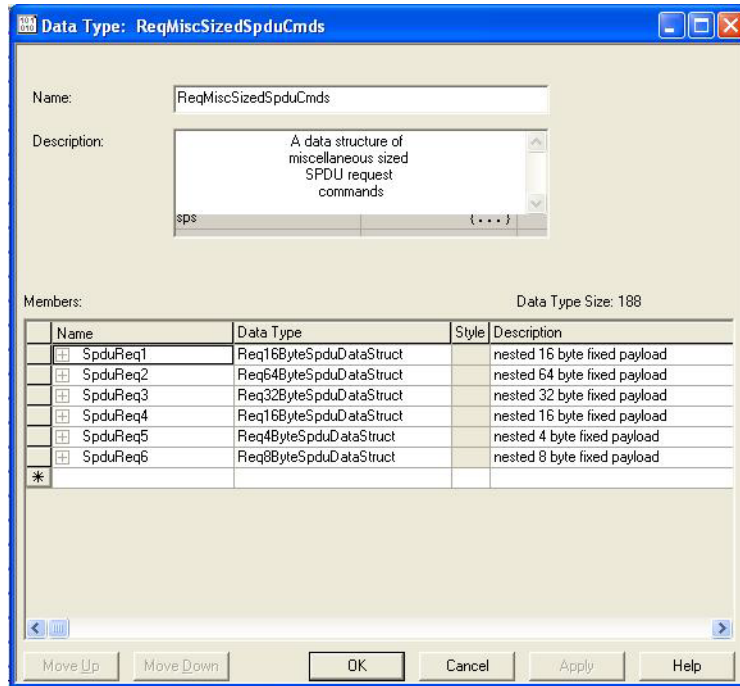 Data Type: ReqMiscSizedSpduCmds
Name: ReqMiscSizedSpduCmds
Description: A data structure of
miscellaneous sized
SPDU request
commands
sps {...}
Members: Data Type Size: 188
Name Data Type Style Description
SpduReq1 Req16ByteSpduDataStruct nested 16 byte fixed payload
SpduReq2 Req64ByteSpduDataStruct nested 64 byte fixed payload
SpduReq3 Req32ByteSpduDataStruct nested 32 byte fixed payload
SpduReq4 Req16ByteSpduDataStruct nested 16 byte fixed payload
SpduReq5 Req4ByteSpduDataStruct nested 4 byte fixed payload
SpduReq6 Req8ByteSpduDataStruct nested 8 byte fixed payload
Move Up Move Down OK Cancel Apply Help